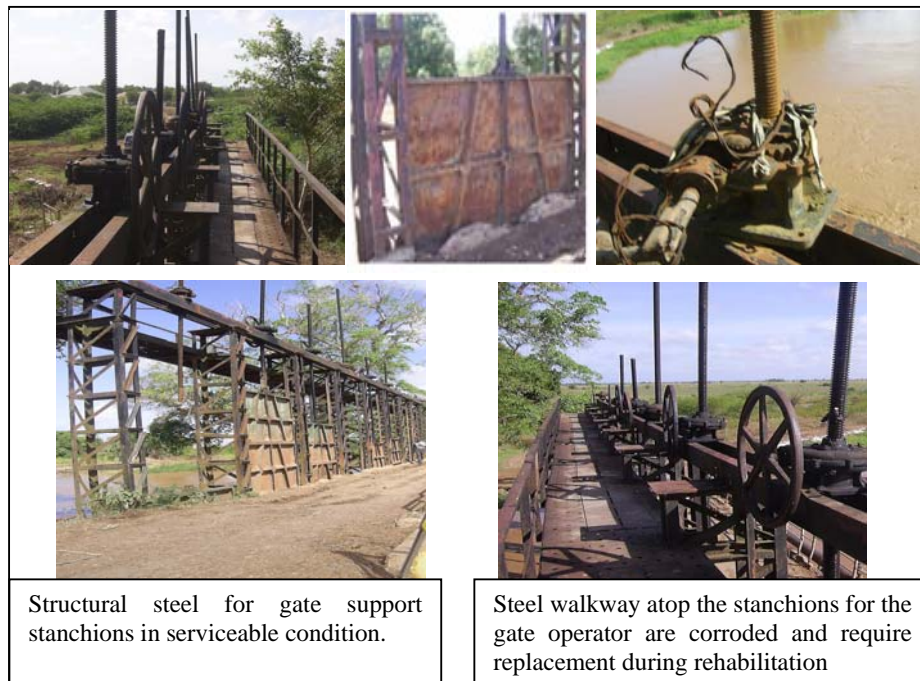 Structural steel for gate support
stanchions in serviceable condition.
Steel walkway atop the stanchions for the
gate operator are corroded and require
replacement during rehabilitation